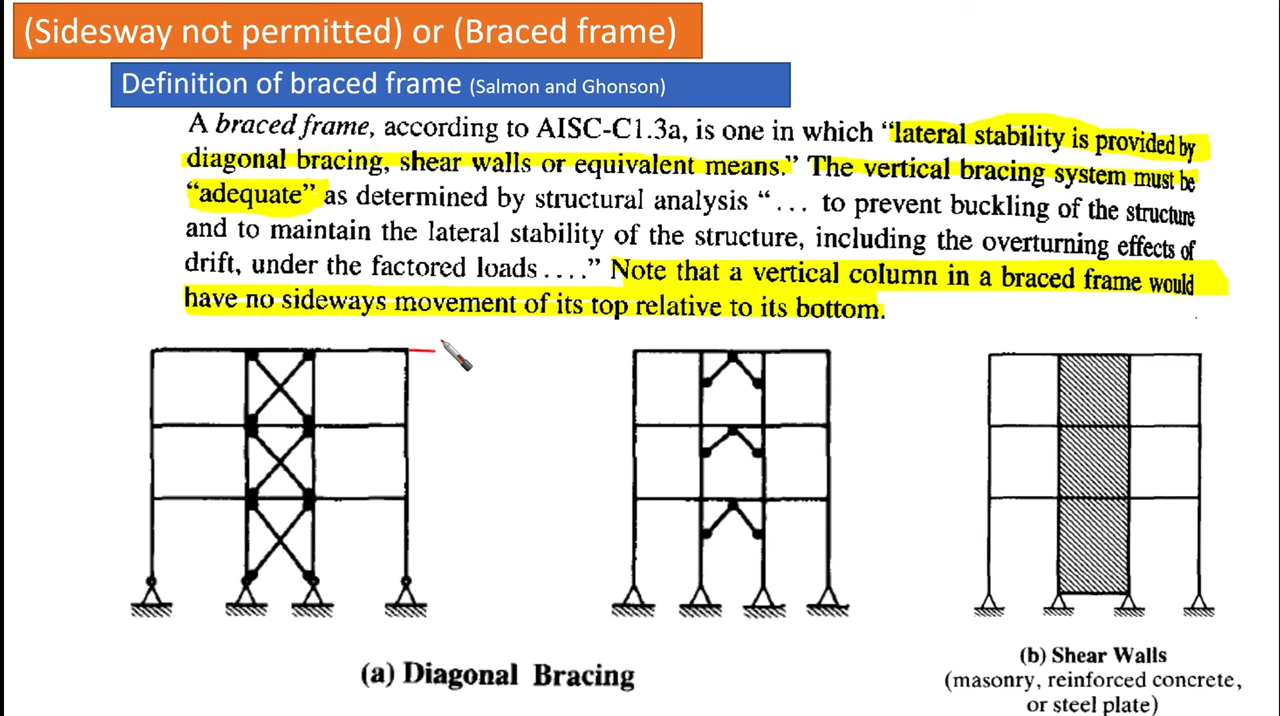 (Sidesway not permitted) or (Braced frame)
Definition of braced frame (Salmon and Ghonson)
A braced frame, according to AISC-C1.3a, is one in which “lateral stability is provided by
diagonal bracing, shear walls or equivalent means.” The vertical bracing system must be
“adequate” as determined by structural analysis “... to prevent buckling of the structure
and to maintain the lateral stability of the structure, including the overturning effects of
drift, under the factored loads ....” Note that a vertical column in a braced frame would
have no sideways movement of its top relative to its bottom.
(a) Diagonal Bracing
(b) Shear Walls
(masonry, reinforced concrete,
or steel plate)